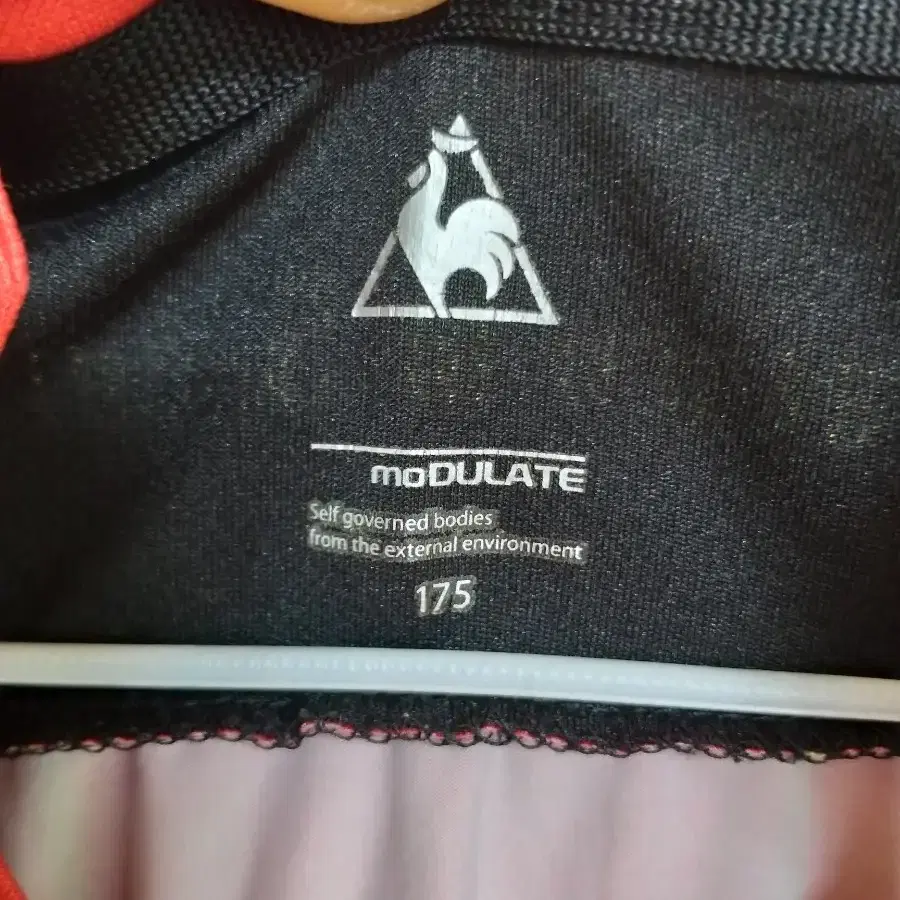 moDULATE
Self governed bodies
from the external environment
175